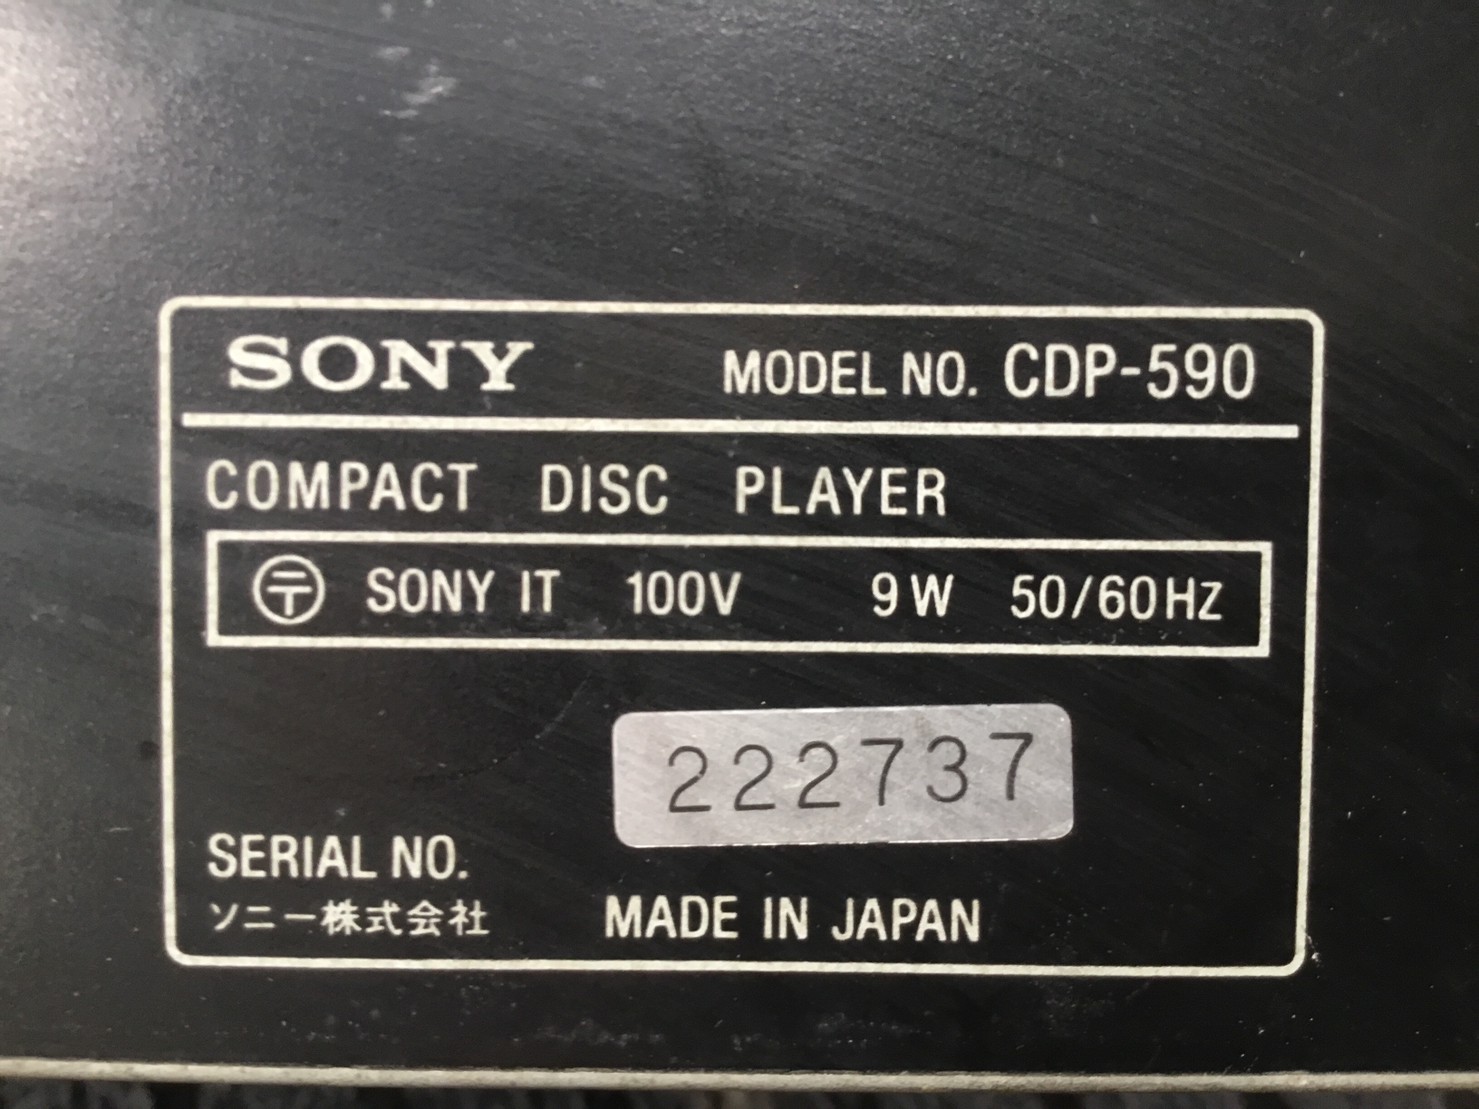 SONY MODEL NO. CDP-590
COMPACT DISC PLAYER
〶 SONY IT 100V 9W 50/60Hz
222737
SERIAL NO.
ソニー株式会社 MADE IN JAPAN